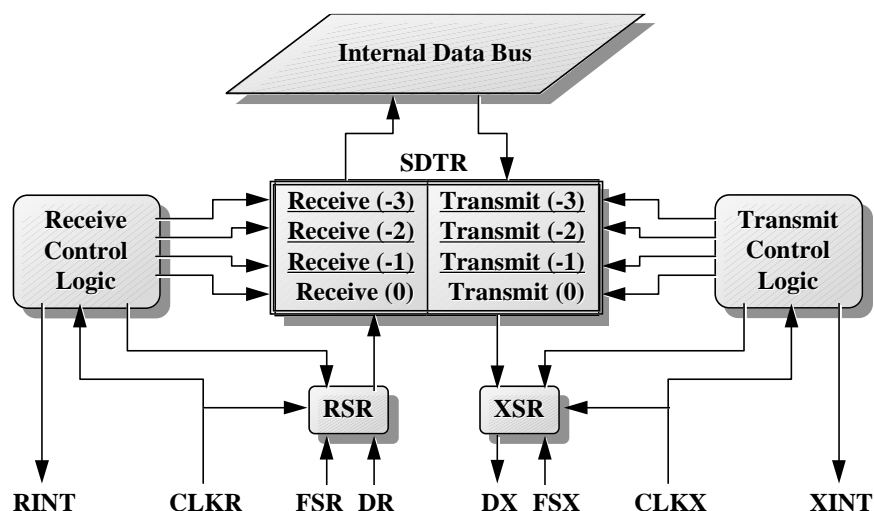 Internal Data Bus
SDTR
Receive Control Logic
Receive (-3)
Receive (-2)
Receive (-1)
Receive (0)
Transmit (-3)
Transmit (-2)
Transmit (-1)
Transmit (0)
Transmit Control Logic
RSR
XSR
RINT
CLKR
FSR
DR
DX
FSX
CLKX
XINT